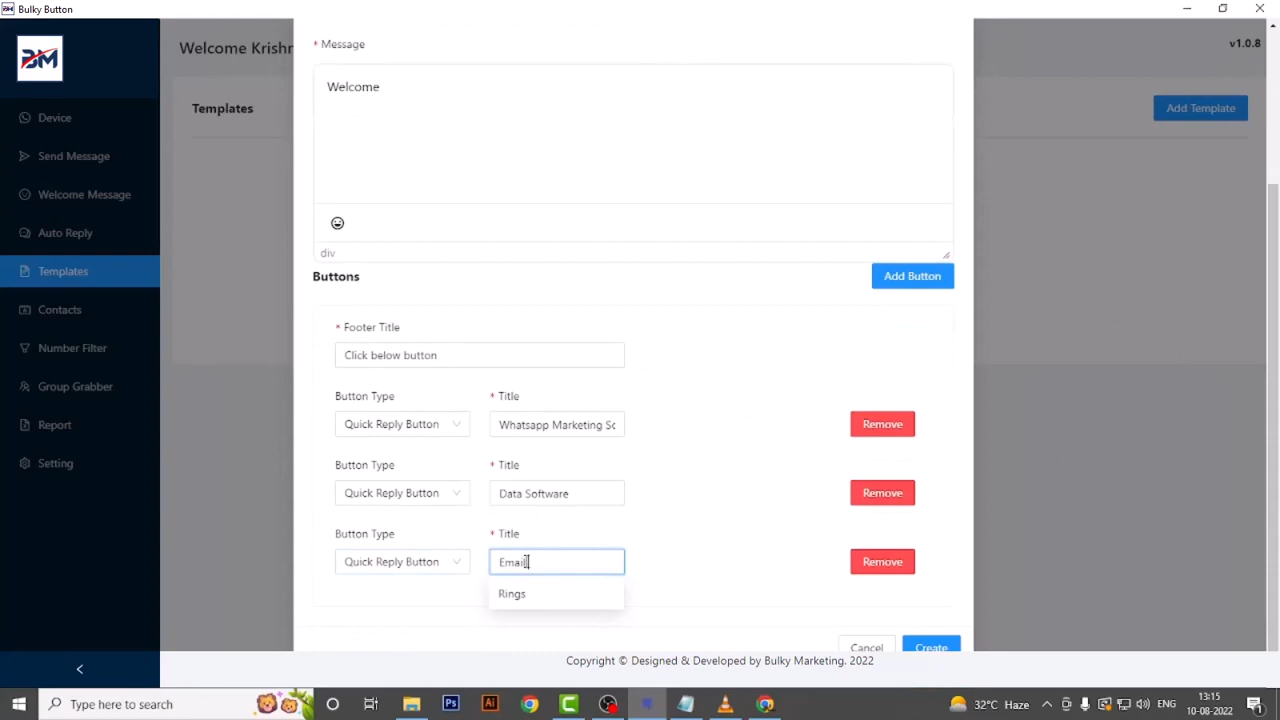 Bulky Button
BM
Welcome Krishn
v1.0.8
Device
Send Message
Welcome Message
Auto Reply
Templates
Contacts
Number Filter
Group Grabber
Report
Setting
Templates
Add Template
* Message
Welcome
div
Buttons
Add Button
* Footer Title
Click below button
Button Type
* Title
Quick Reply Button
Whatsapp Marketing Sc
Remove
Button Type
* Title
Quick Reply Button
Data Software
Remove
Button Type
* Title
Quick Reply Button
Email
Remove
Rings
Cancel
Create
Copyright © Designed & Developed by Bulky Marketing. 2022
Type here to search
Ps
Ai
32°C Haze
ENG
13:15
10-08-2022